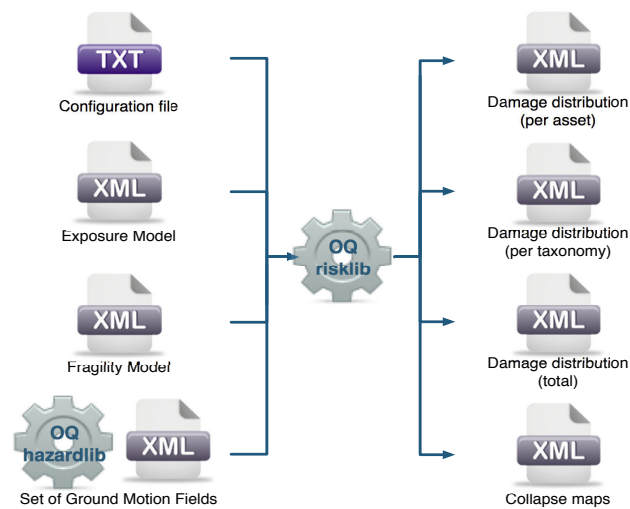 TXT
Configuration file
XML
Exposure Model
XML
Fragility Model
OQ
hazardlib
XML
Set of Ground Motion Fields
OQ
risklib
XML
Damage distribution
(per asset)
XML
Damage distribution
(per taxonomy)
XML
Damage distribution
(total)
XML
Collapse maps